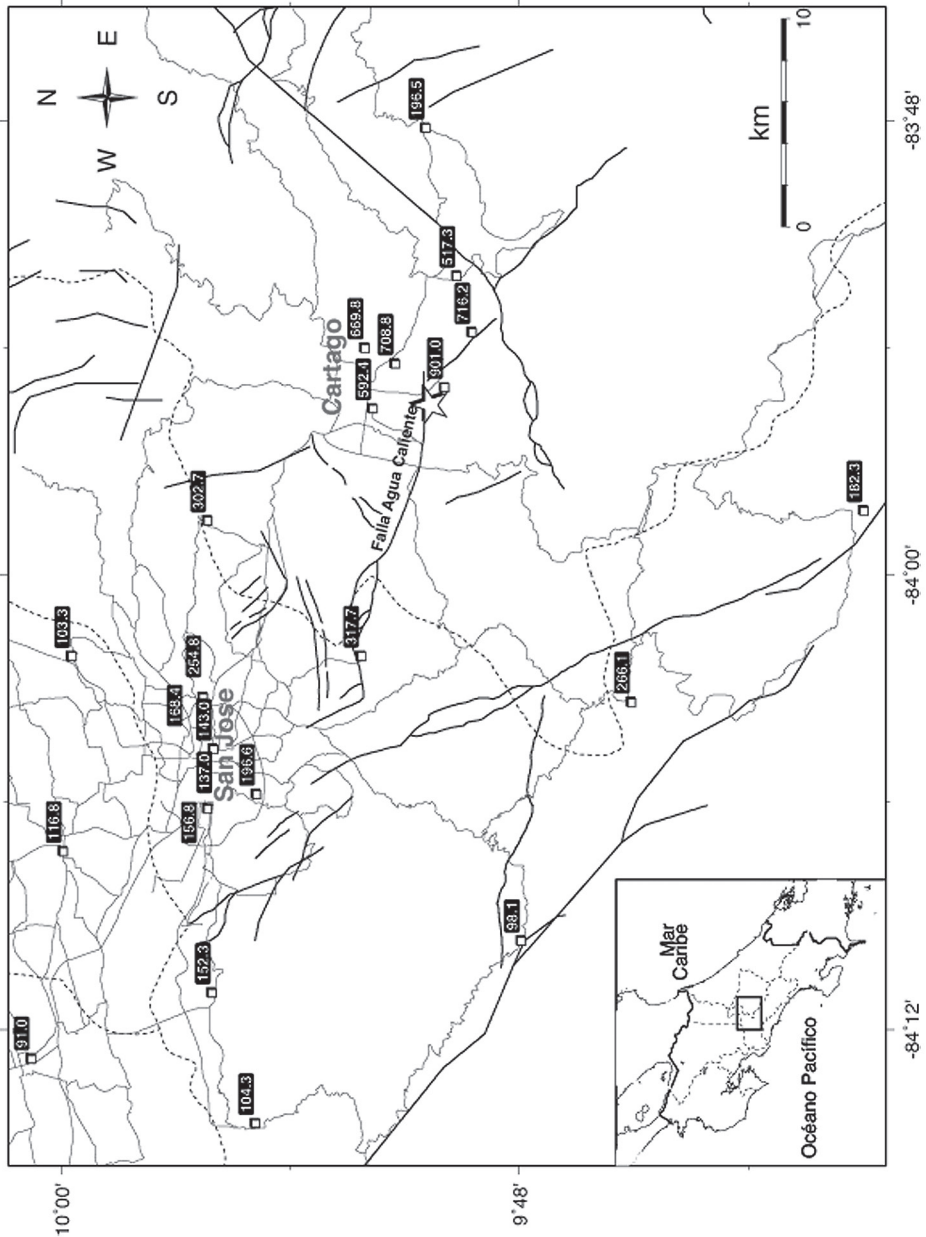 N
W
E
S
91.0
116.8
103.3
152.3
156.8
137.0
168.4
143.0
254.8
302.7
San Jose
196.6
104.3
317.7
Cartago
592.4
669.8
708.8
Falla Agua Caliente
901.0
716.2
517.3
196.5
98.1
266.1
182.3
km
0
10
Mar
Caribe
Océano Pacífico
10°00'
9°48'
-84°12'
-84°00'
-83°48'